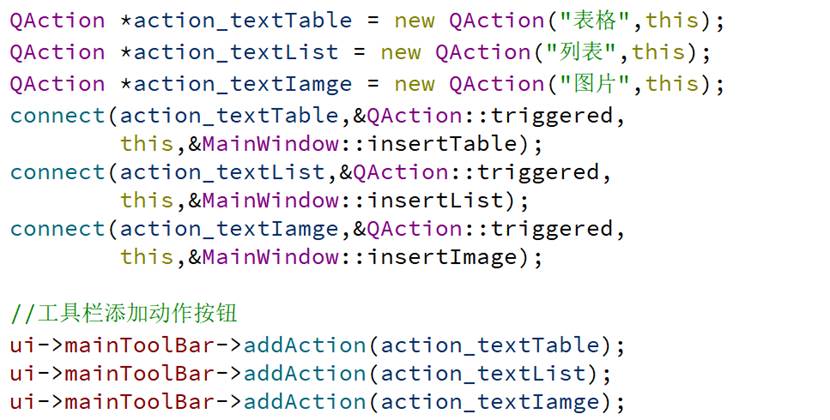 QAction *action_textTable = new QAction("表格",this);
QAction *action_textList = new QAction("列表",this);
QAction *action_textIamge = new QAction("图片",this);
connect(action_textTable,&QAction::triggered,
        this,&MainWindow::insertTable);
connect(action_textList,&QAction::triggered,
        this,&MainWindow::insertList);
connect(action_textIamge,&QAction::triggered,
        this,&MainWindow::insertImage);
//工具栏添加动作按钮
ui->mainToolBar->addAction(action_textTable);
ui->mainToolBar->addAction(action_textList);
ui->mainToolBar->addAction(action_textIamge);